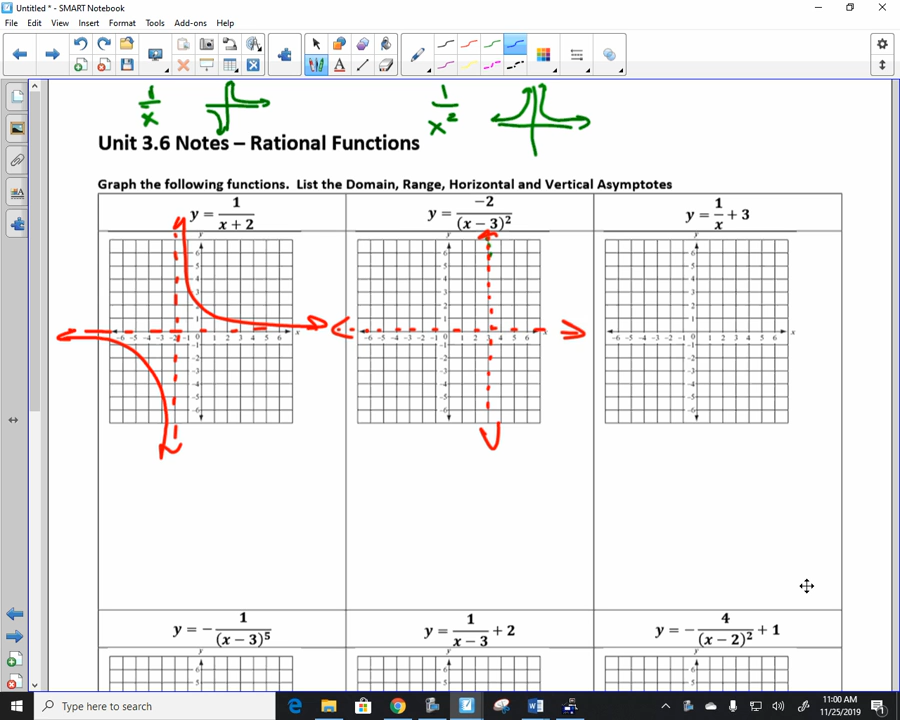 Untitled * - SMART Notebook
File Edit View Insert Format Tools Add-ons Help
1/x 1/x²
Unit 3.6 Notes – Rational Functions
Graph the following functions. List the Domain, Range, Horizontal and Vertical Asymptotes
y = 1/(x + 2) y = −2/(x − 3)² y = 1/x + 3
y = − 1/(x − 3)⁵ y = 1/(x − 3) + 2 y = − 4/(x − 2)² + 1
Type here to search
11:00 AM
11/25/2019